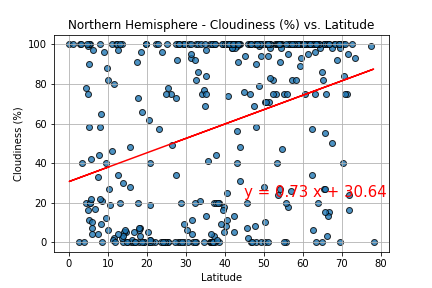 Northern Hemisphere - Cloudiness (%) vs. Latitude
Cloudiness (%)
100
80
60
40
20
0
y = 0.73 x + 30.64
0 10 20 30 40 50 60 70 80
Latitude